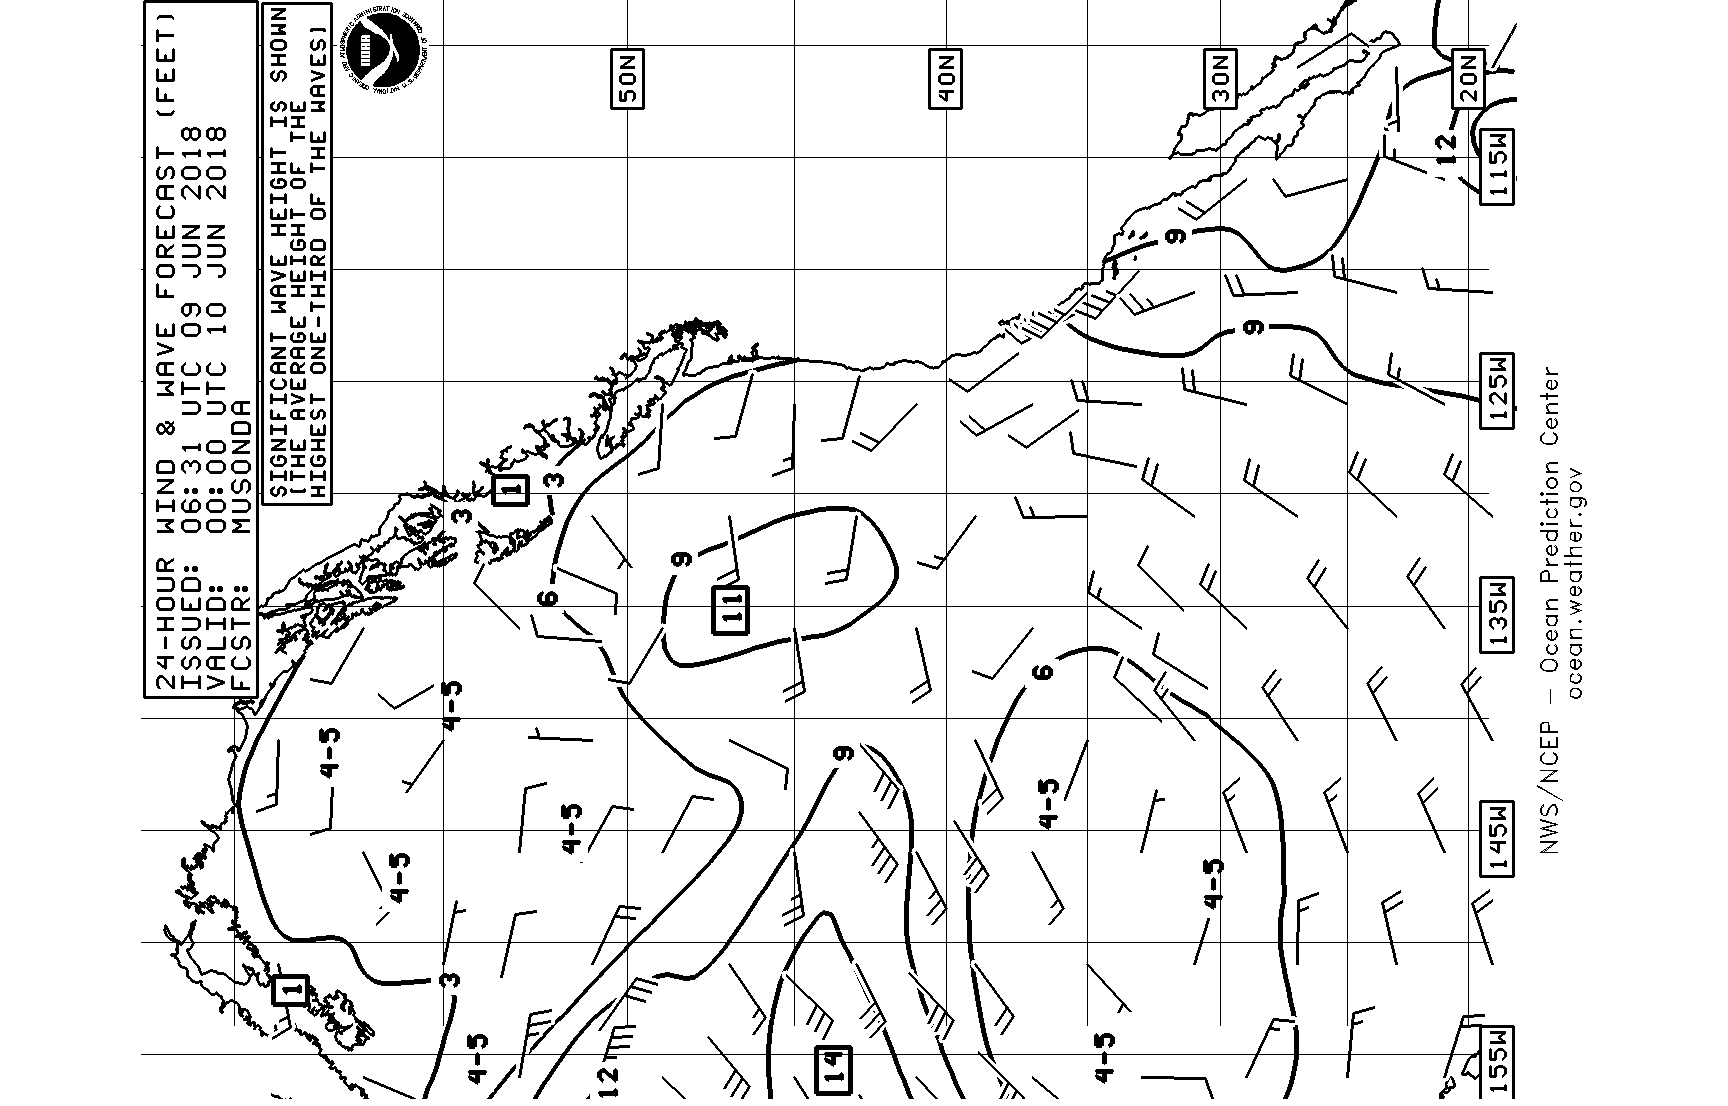 24-HOUR WIND & WAVE FORECAST (FEET)
ISSUED: 06:31 UTC 09 JUN 2018
VALID: 00:00 UTC 10 JUN 2018
FCSTR: MUSONDA
SIGNIFICANT WAVE HEIGHT IS SHOWN
(THE AVERAGE HEIGHT OF THE
HIGHEST ONE-THIRD OF THE WAVES)
NOAA
50N
40N
30N
20N
115W
125W
135W
145W
155W
12
9
9
3
3
1
6
9
11
6
4-5
4-5
4-5
4-5
4-5
4-5
9
3
1
4-5
12
14
4-5
NWS/NCEP – Ocean Prediction Center
ocean.weather.gov